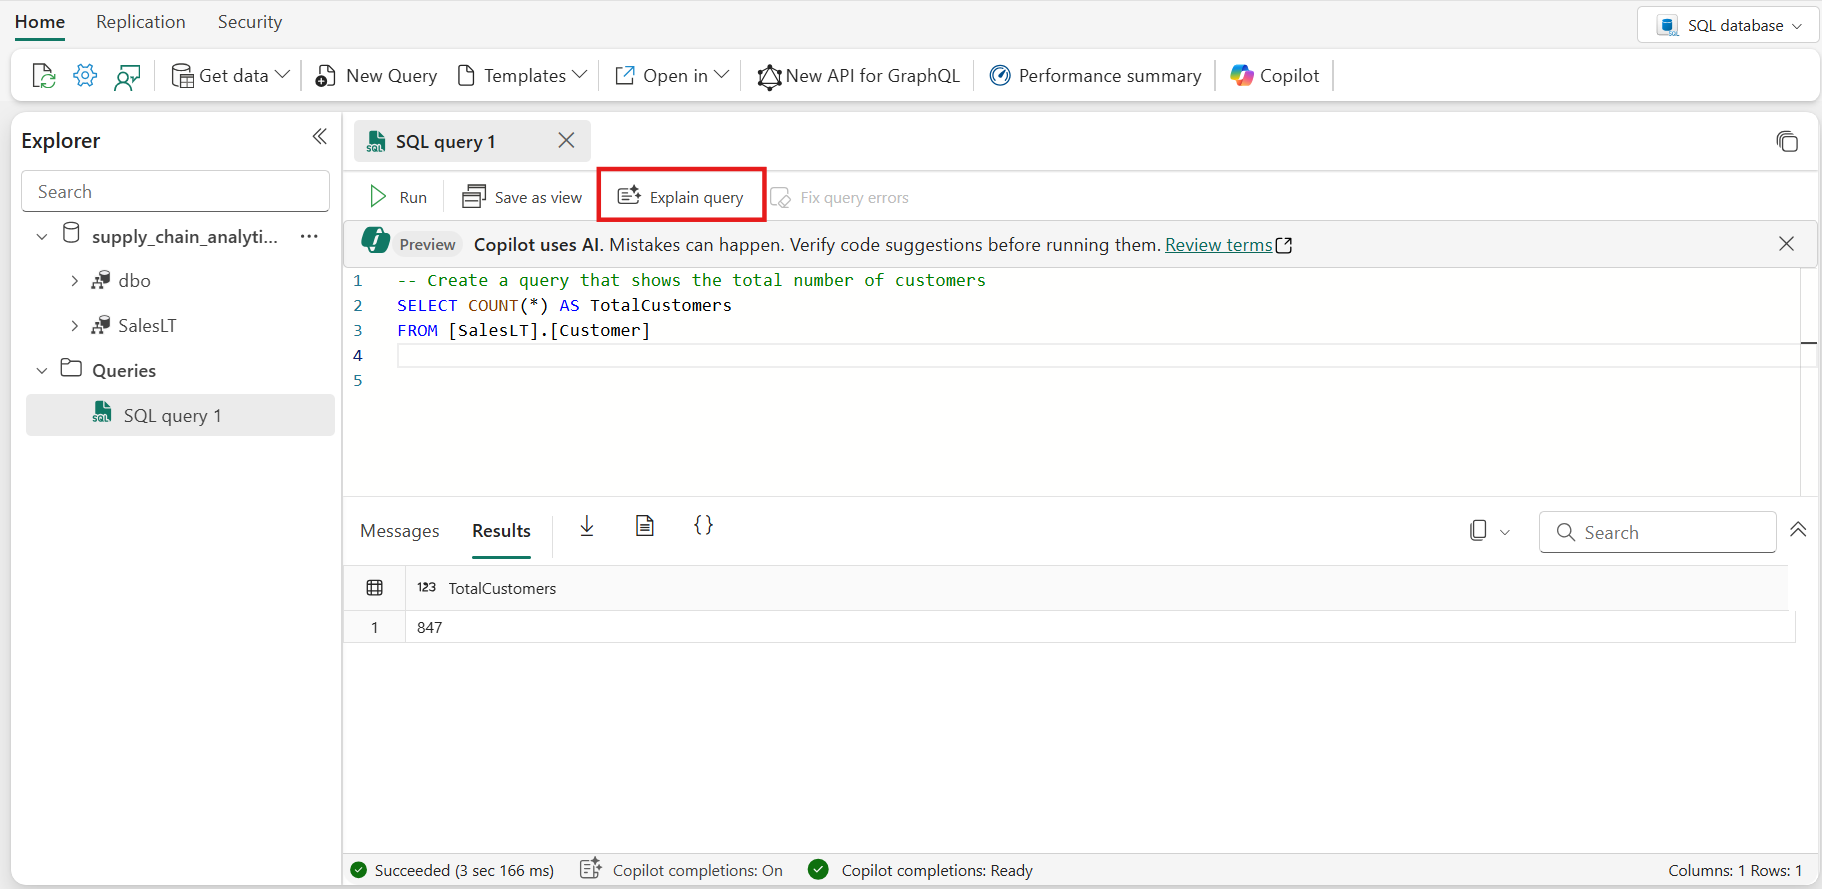 Home Replication Security
SQL database
Get data New Query Templates Open in New API for GraphQL Performance summary Copilot
Explorer
Search
supply_chain_analyti...
dbo
SalesLT
Queries
SQL query 1
SQL query 1
Run Save as view Explain query Fix query errors
Preview Copilot uses AI. Mistakes can happen. Verify code suggestions before running them. Review terms.
1 -- Create a query that shows the total number of customers
2 SELECT COUNT(*) AS TotalCustomers
3 FROM [SalesLT].[Customer]
4
5
Messages Results {} Search
123 TotalCustomers
1 847
Succeeded (3 sec 166 ms) Copilot completions: On Copilot completions: Ready Columns: 1 Rows: 1